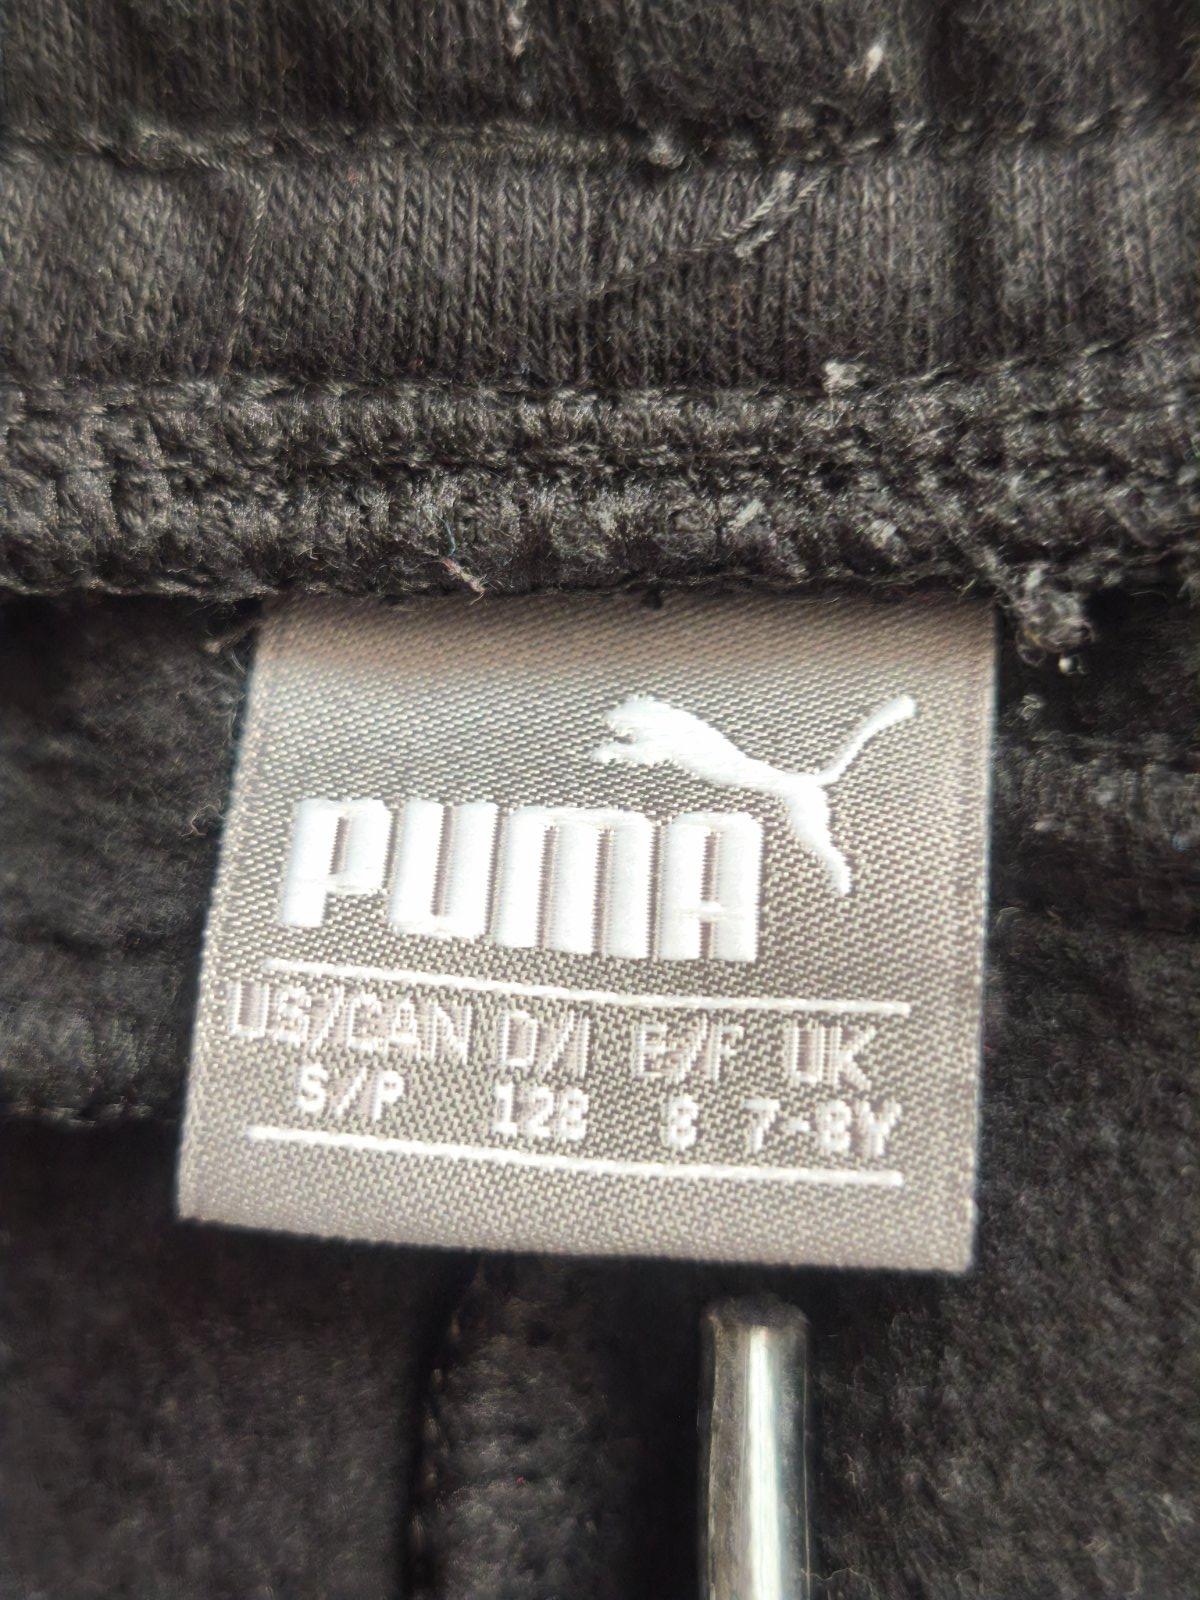 PUMA
US/CAN D/I E/F UK
S/P 128 8 7-8Y